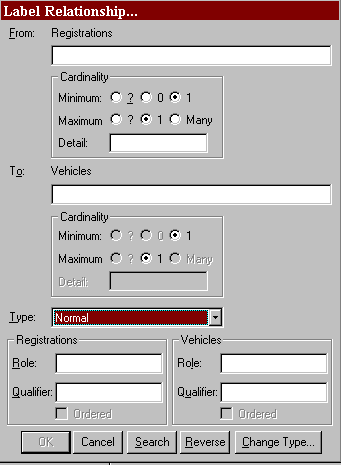 Label Relationship...
From: Registrations
Cardinality
Minimum: ? 0 1
Maximum ? 1 Many
Detail:
To: Vehicles
Cardinality
Minimum: ? 0 1
Maximum ? 1 Many
Detail:
Type: Normal
Registrations Vehicles
Role: Role:
Qualifier: Qualifier:
Ordered Ordered
OK Cancel Search Reverse Change Type...